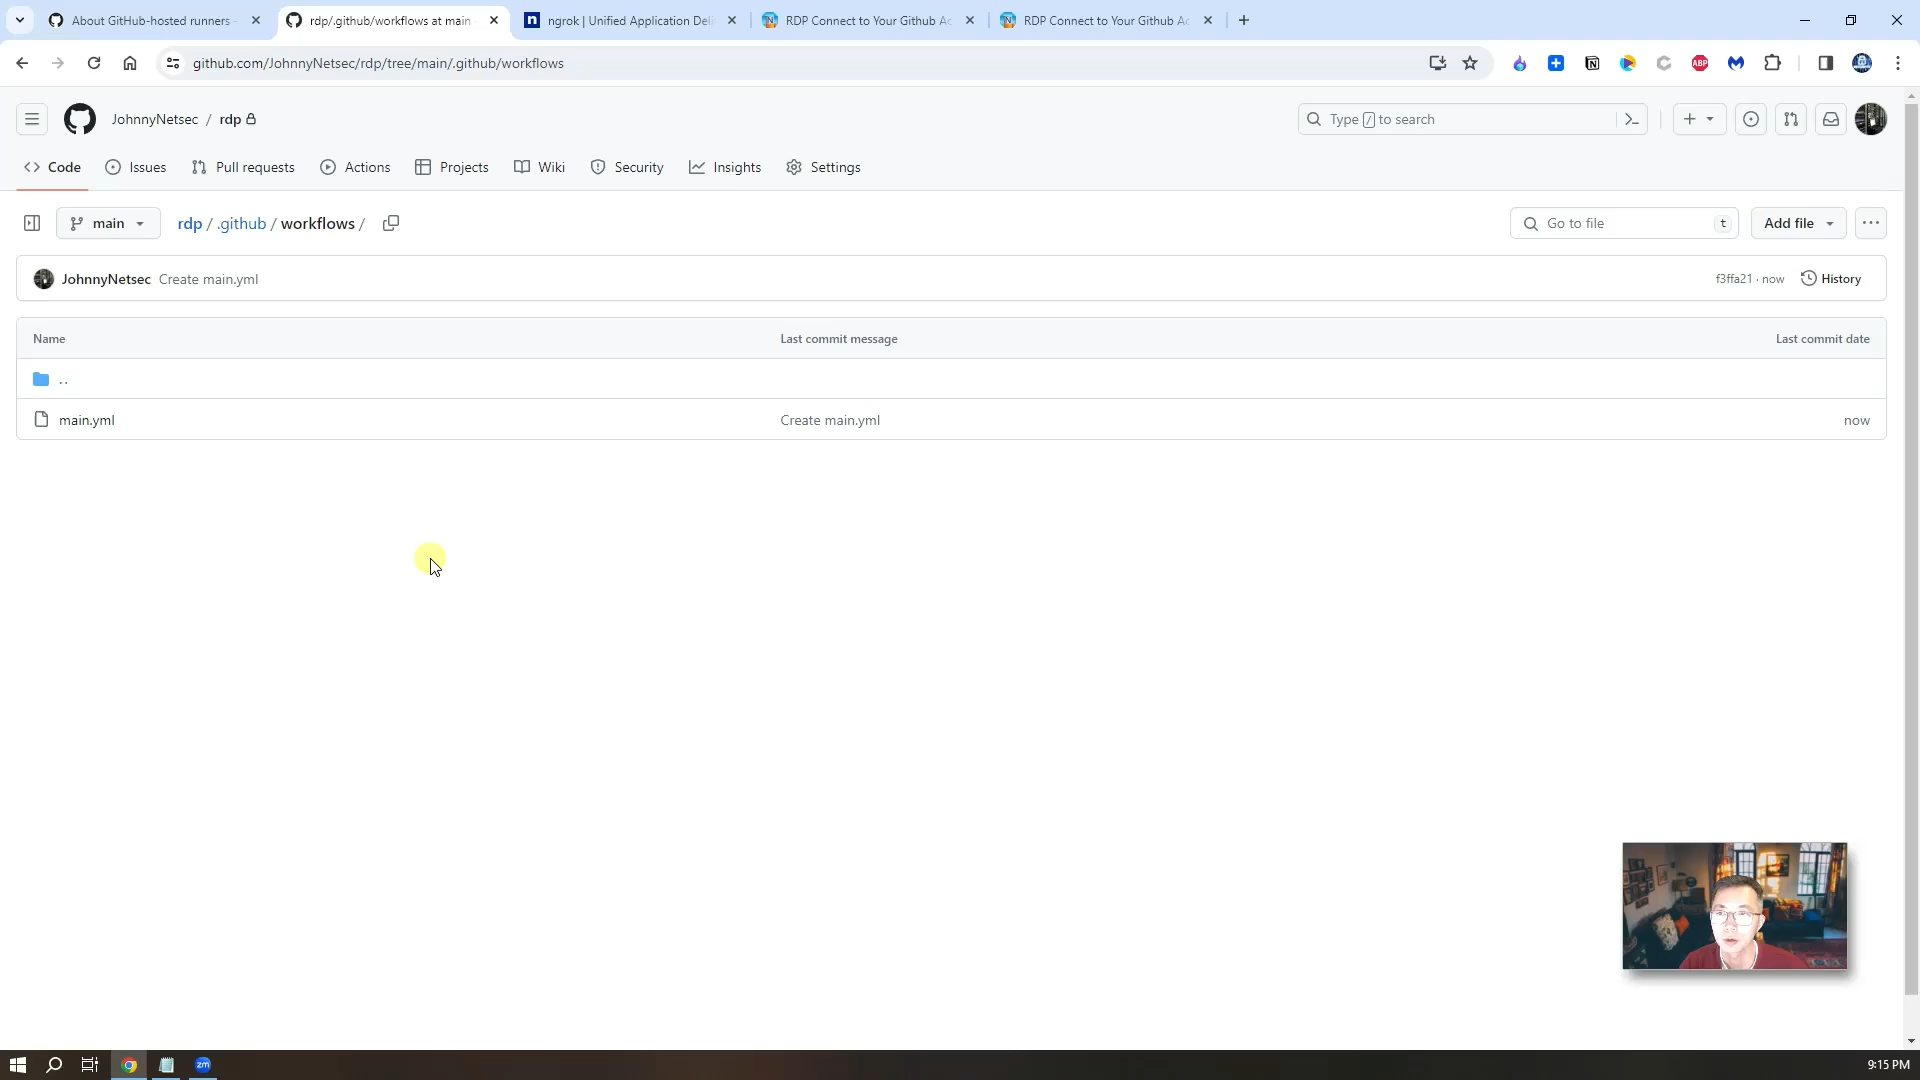 About GitHub-hosted runners
rdp/.github/workflows at main
ngrok | Unified Application Deli
RDP Connect to Your Github Ac
RDP Connect to Your Github Ac
github.com/JohnnyNetsec/rdp/tree/main/.github/workflows
ABP
JohnnyNetsec / rdp
Type / to search
Code
Issues
Pull requests
Actions
Projects
Wiki
Security
Insights
Settings
main
rdp / .github / workflows /
Go to file
t
Add file
JohnnyNetsec Create main.yml
f3ffa21 · now
History
Name
Last commit message
Last commit date
..
main.yml
Create main.yml
now
zm
9:15 PM